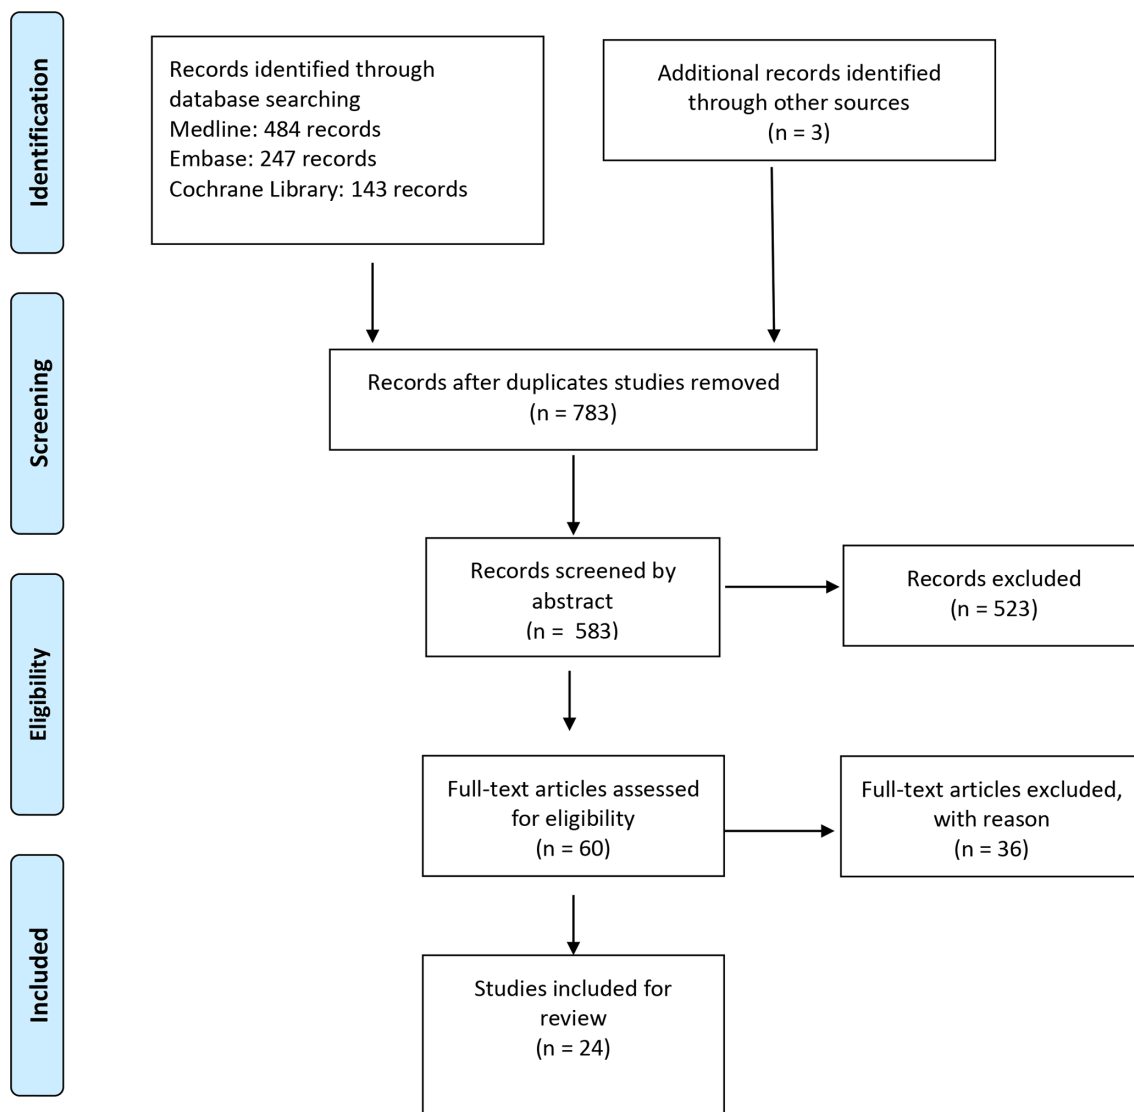 Identification
Records identified through
database searching
Medline: 484 records
Embase: 247 records
Cochrane Library: 143 records
Additional records identified
through other sources
(n = 3)
Screening
Records after duplicates studies removed
(n = 783)
Records screened by
abstract
(n =  583)
Records excluded
(n = 523)
Eligibility
Full-text articles assessed
for eligibility
(n = 60)
Full-text articles excluded,
with reason
(n = 36)
Included
Studies included for
review
(n = 24)